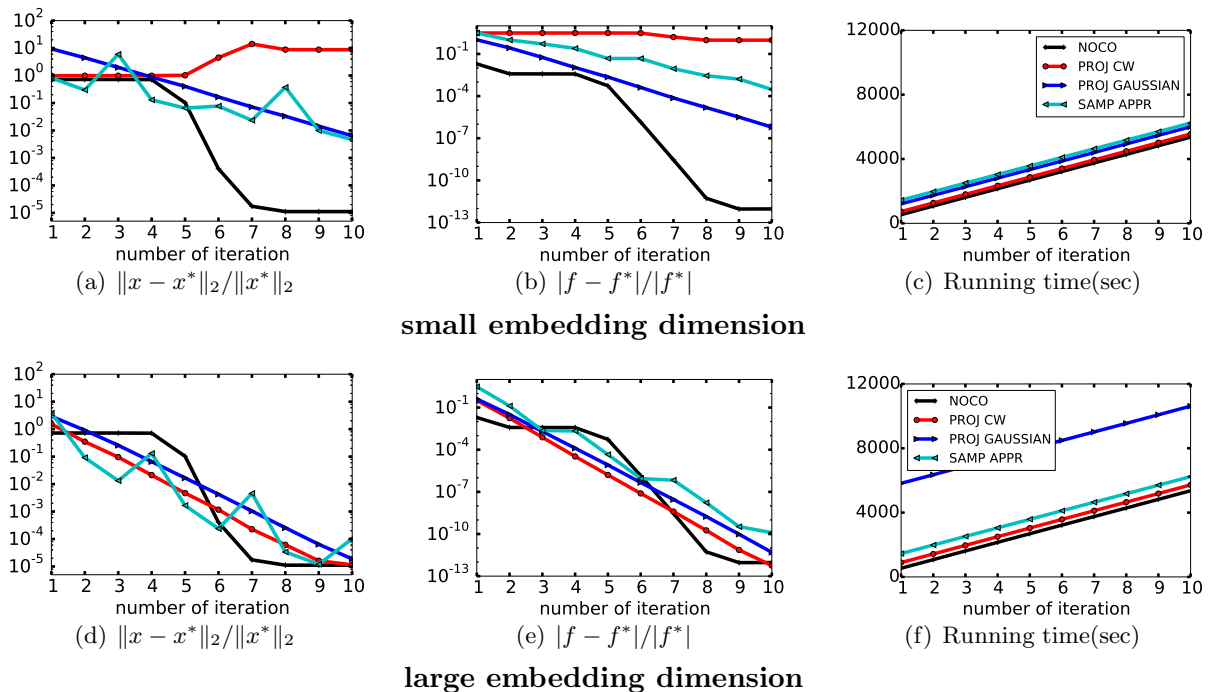 10^2
10^1
10^0
10^-1
10^-2
10^-3
10^-4
10^-5
1 2 3 4 5 6 7 8 9 10
number of iteration
(a) ‖x − x*‖₂/‖x*‖₂
10^-1
10^-4
10^-7
10^-10
10^-13
1 2 3 4 5 6 7 8 9 10
number of iteration
(b) |f − f*|/|f*|
12000
8000
4000
0
NOCO
PROJ CW
PROJ GAUSSIAN
SAMP APPR
1 2 3 4 5 6 7 8 9 10
number of iteration
(c) Running time(sec)
small embedding dimension
10^2
10^1
10^0
10^-1
10^-2
10^-3
10^-4
10^-5
1 2 3 4 5 6 7 8 9 10
number of iteration
(d) ‖x − x*‖₂/‖x*‖₂
10^-1
10^-4
10^-7
10^-10
10^-13
1 2 3 4 5 6 7 8 9 10
number of iteration
(e) |f − f*|/|f*|
12000
8000
4000
0
NOCO
PROJ CW
PROJ GAUSSIAN
SAMP APPR
1 2 3 4 5 6 7 8 9 10
number of iteration
(f) Running time(sec)
large embedding dimension